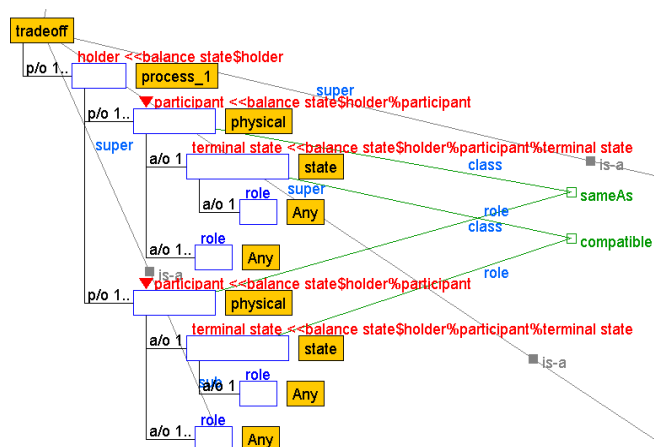 tradeoff
holder <<balance state$holder
p/o 1..
process_1
super
participant <<balance state$holder%participant
p/o 1..
physical
super
terminal state <<balance state$holder%participant%terminal state
is-a
a/o 1
state
class
super
role
sameAs
a/o 1
Any
role
class
role
compatible
a/o 1..
Any
is-a
role
participant <<balance state$holder%participant
p/o 1..
physical
terminal state <<balance state$holder%participant%terminal state
a/o 1
state
is-a
sub
role
a/o 1
Any
role
a/o 1..
Any